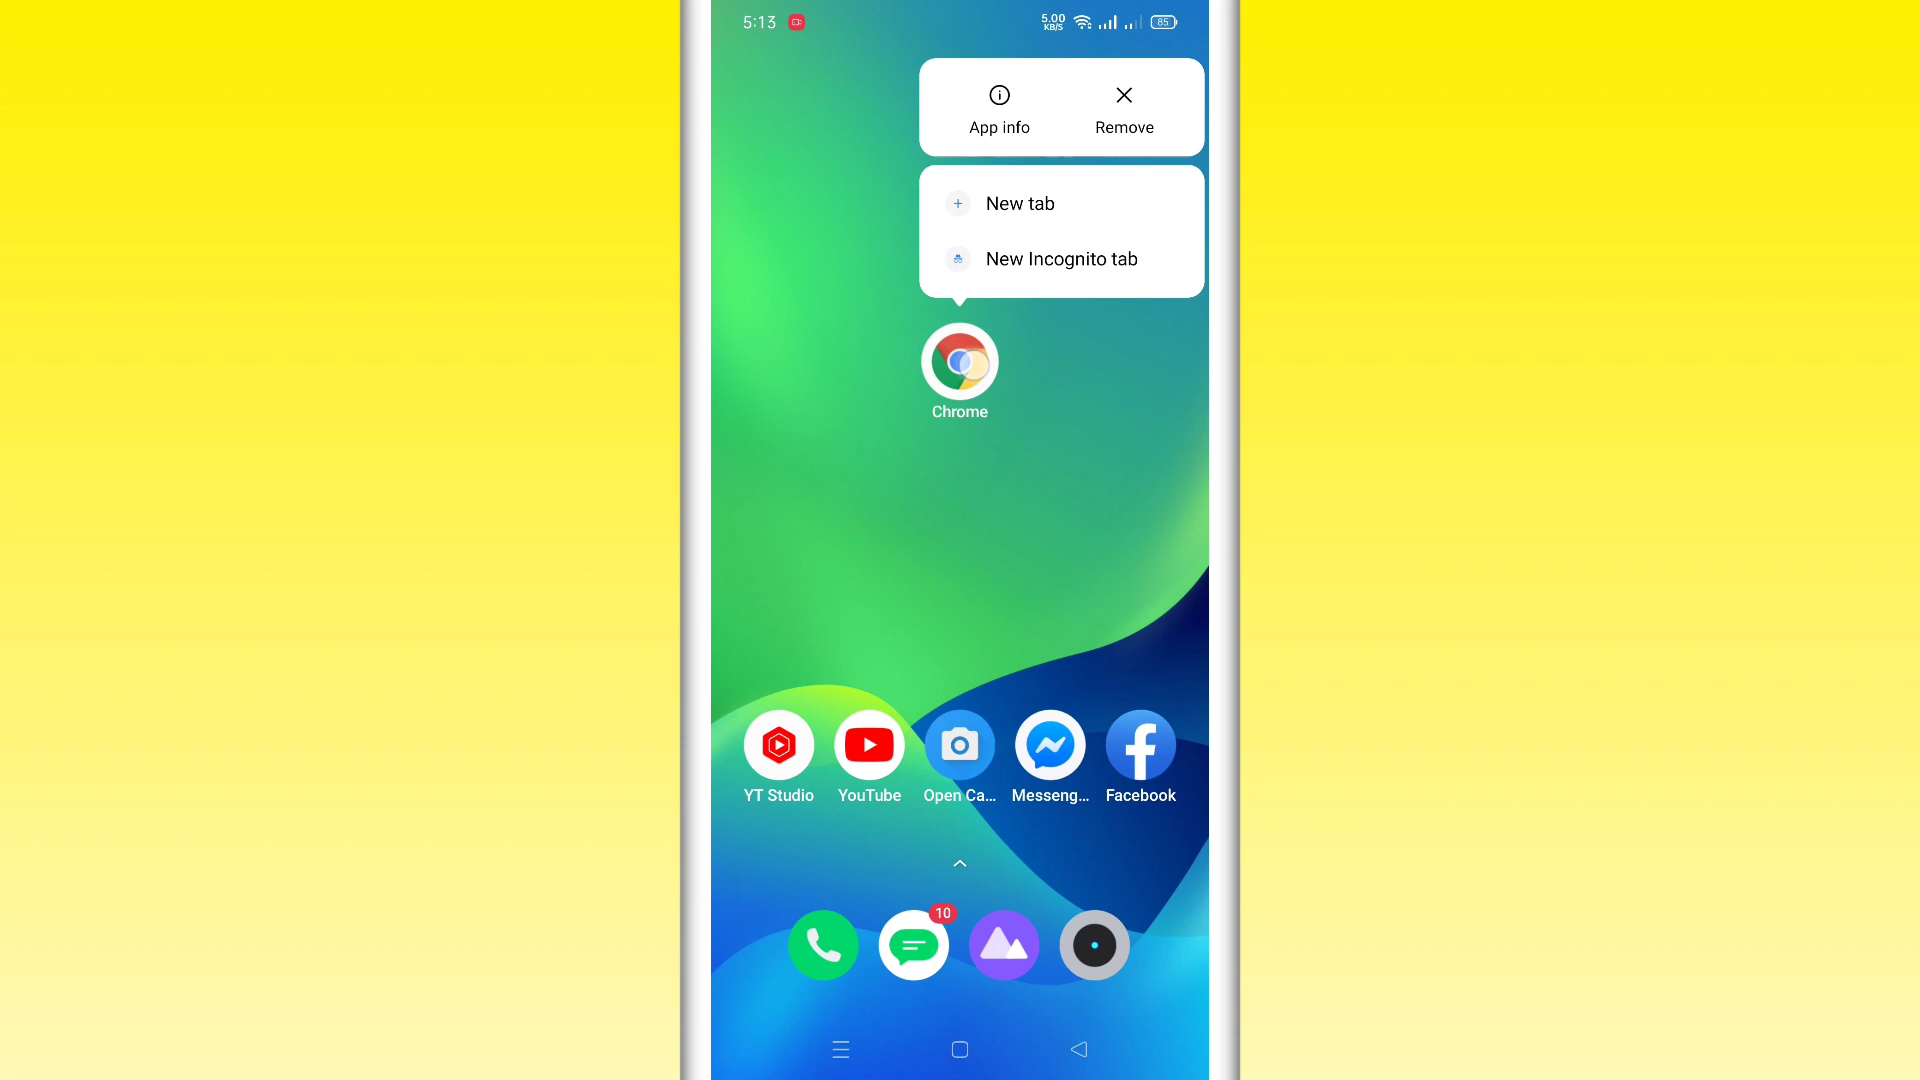 5:13
5.00
KB/S
85
App info
Remove
New tab
New Incognito tab
Chrome
YT Studio
YouTube
Open Ca...
Messeng...
Facebook
10